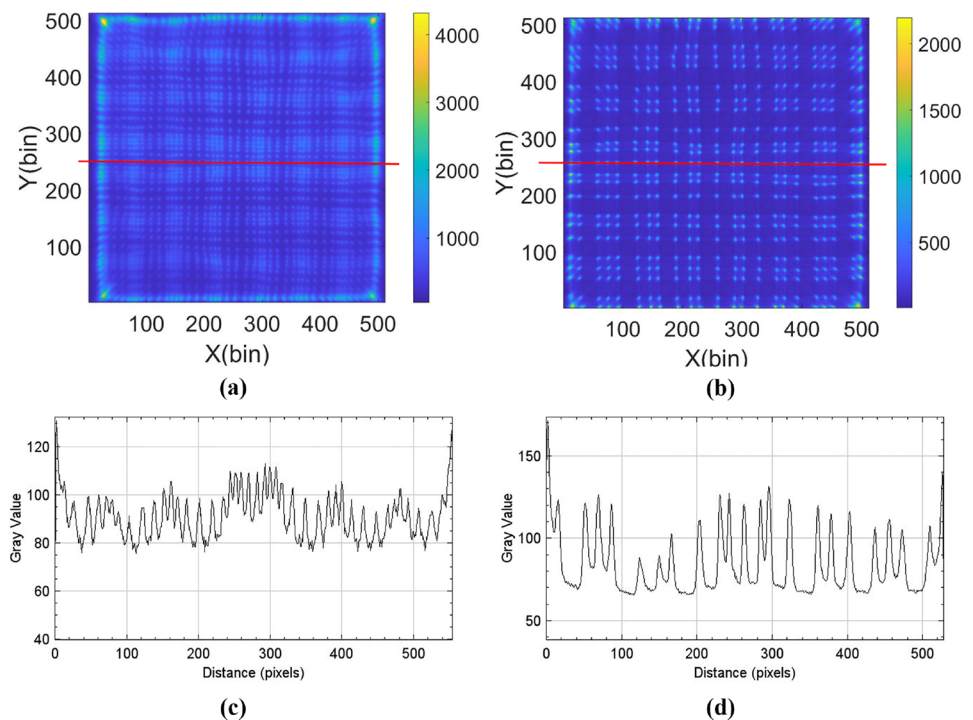 500
400
300
200
100
Y(bin)
100 200 300 400 500
X(bin)
4000
3000
2000
1000
(a)
500
400
300
200
100
Y(bin)
100 200 300 400 500
X(bin)
2000
1500
1000
500
(b)
120
100
80
60
40
Gray Value
0 100 200 300 400 500
Distance (pixels)
(c)
150
100
50
Gray Value
0 100 200 300 400 500
Distance (pixels)
(d)